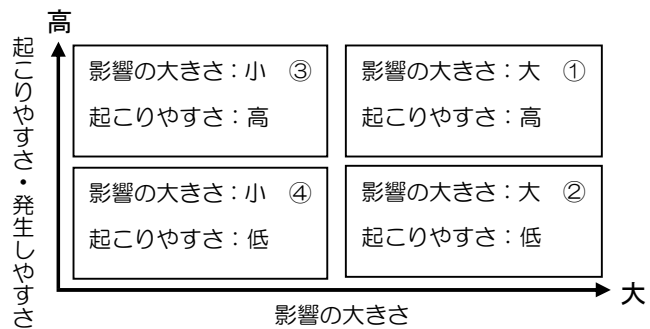 高
起こりやすさ・発生しやすさ
影響の大きさ：小　③
起こりやすさ：高
影響の大きさ：大　①
起こりやすさ：高
影響の大きさ：小　④
起こりやすさ：低
影響の大きさ：大　②
起こりやすさ：低
大
影響の大きさ